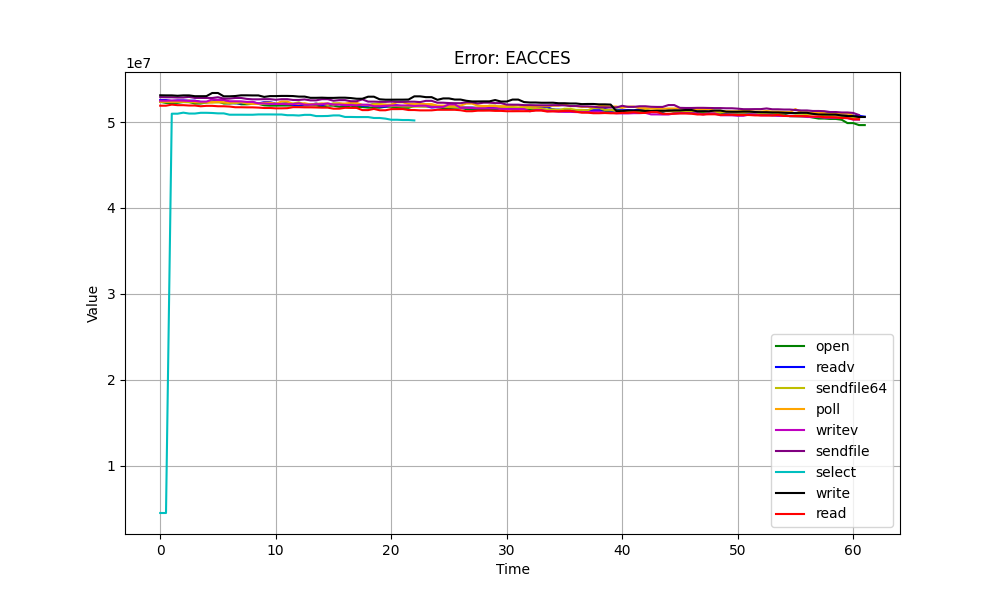 Error: EACCES
1e7
5
4
3
2
1
Value
0
10
20
30
40
50
60
Time
open
readv
sendfile64
poll
writev
sendfile
select
write
read